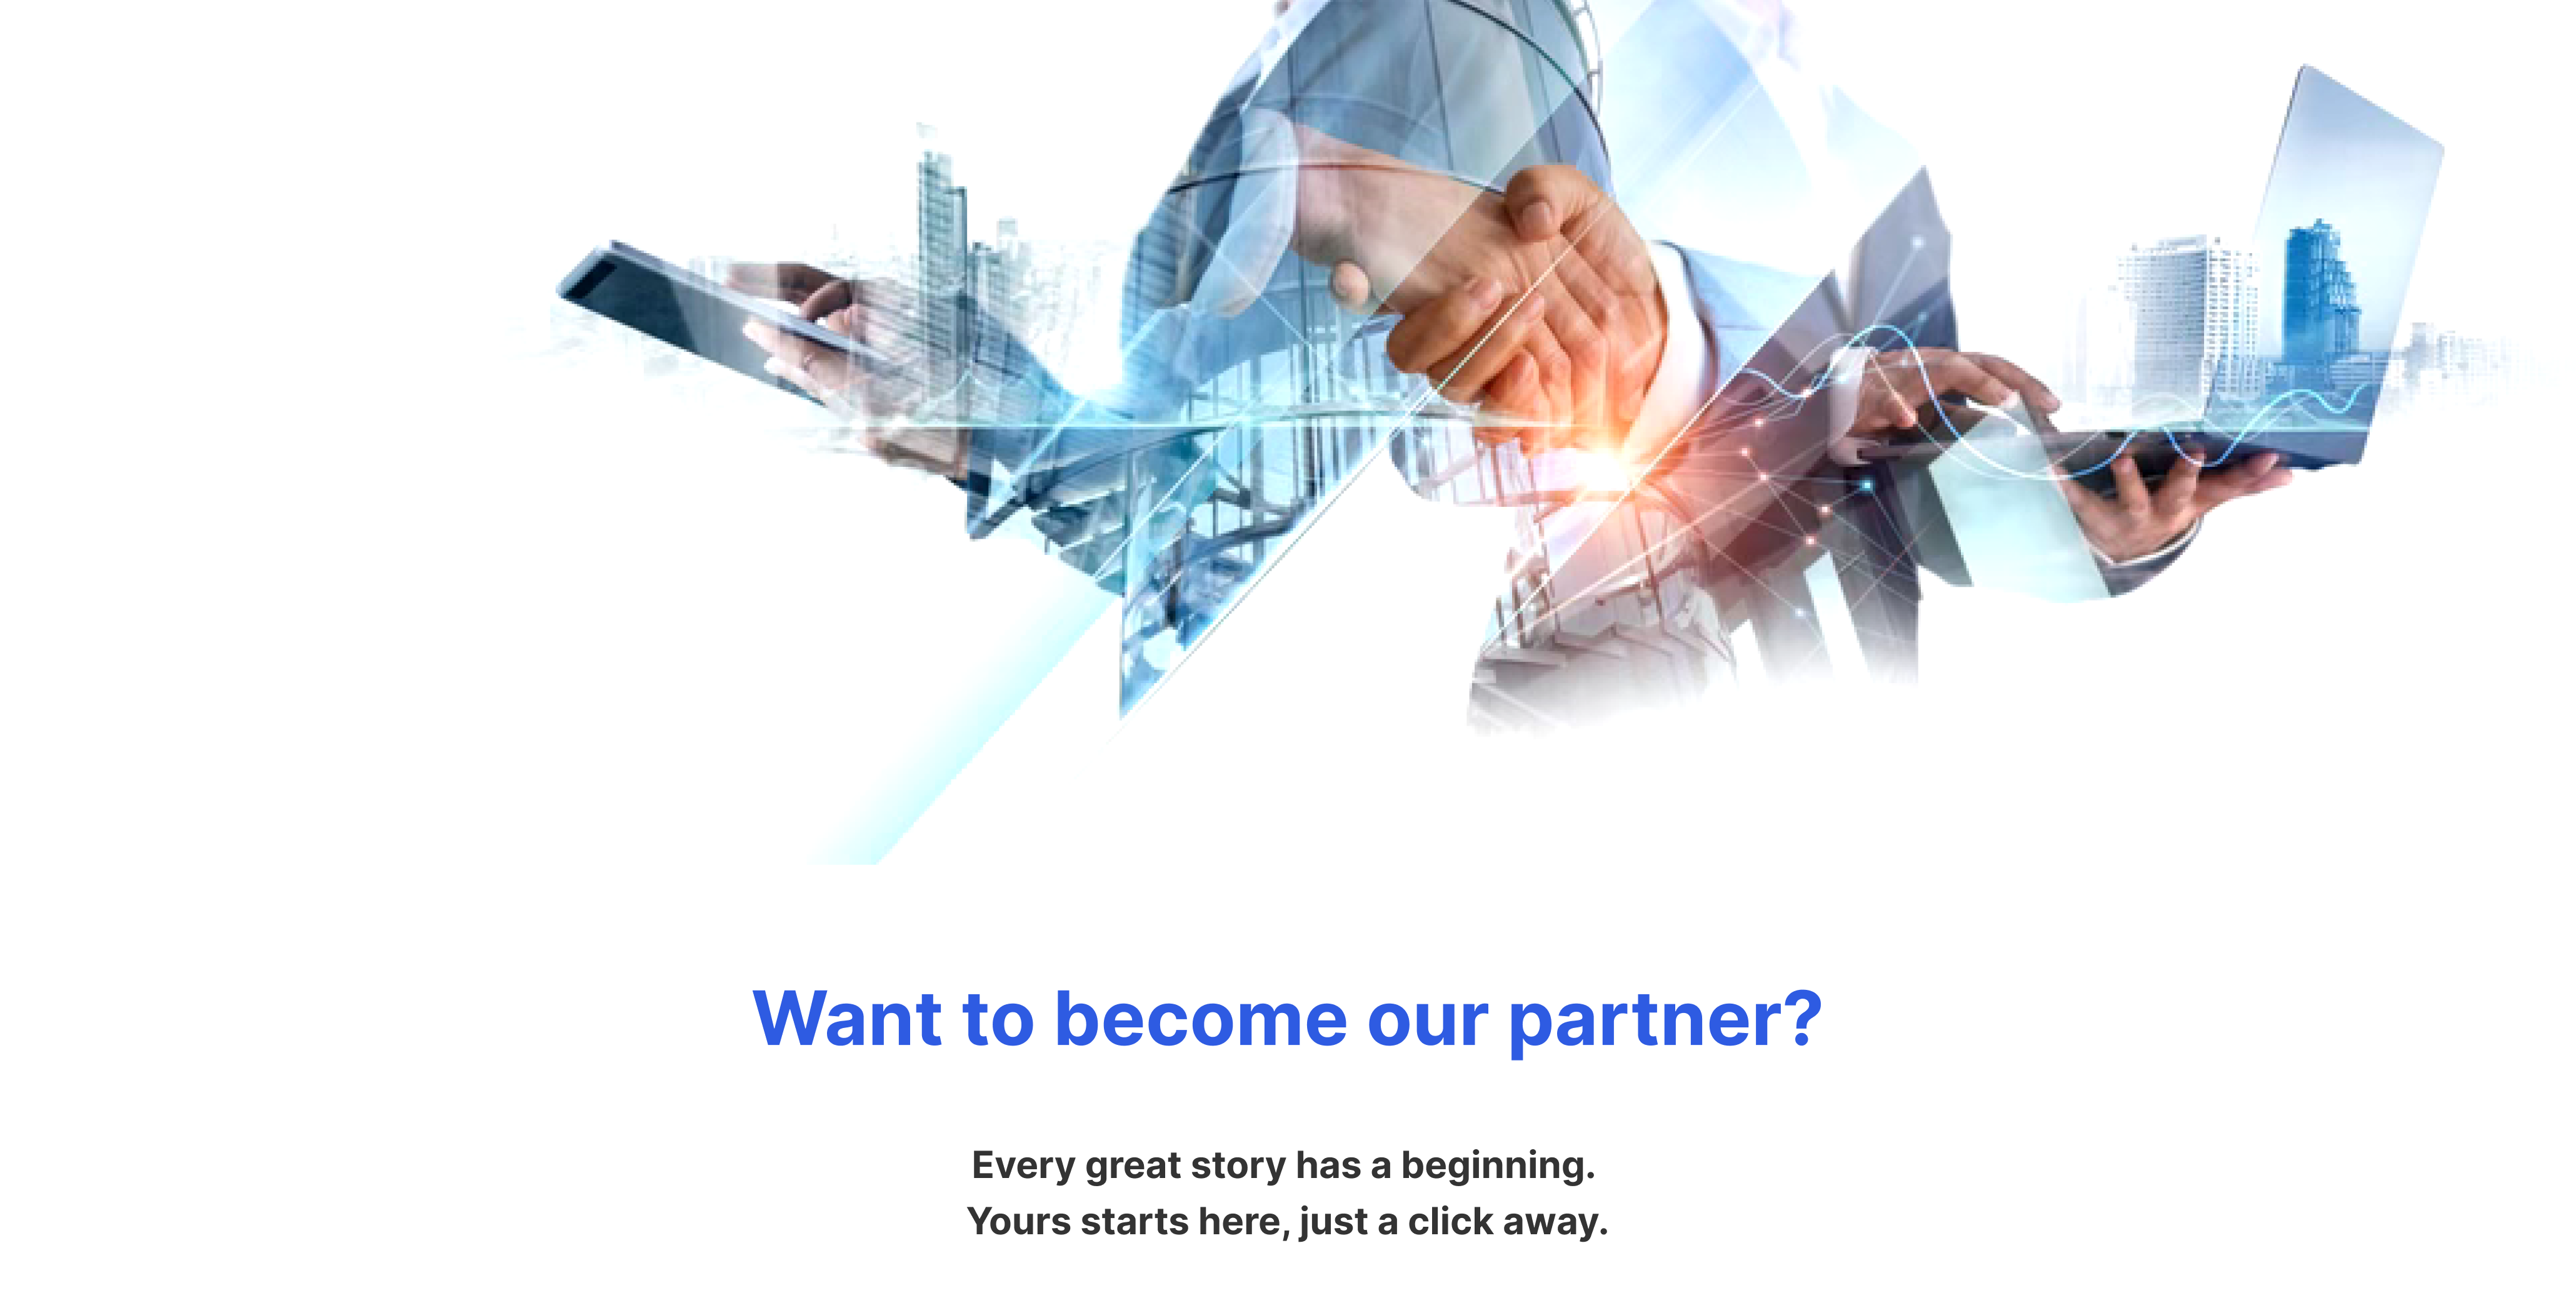 Want to become our partner?
Every great story has a beginning.
Yours starts here, just a click away.